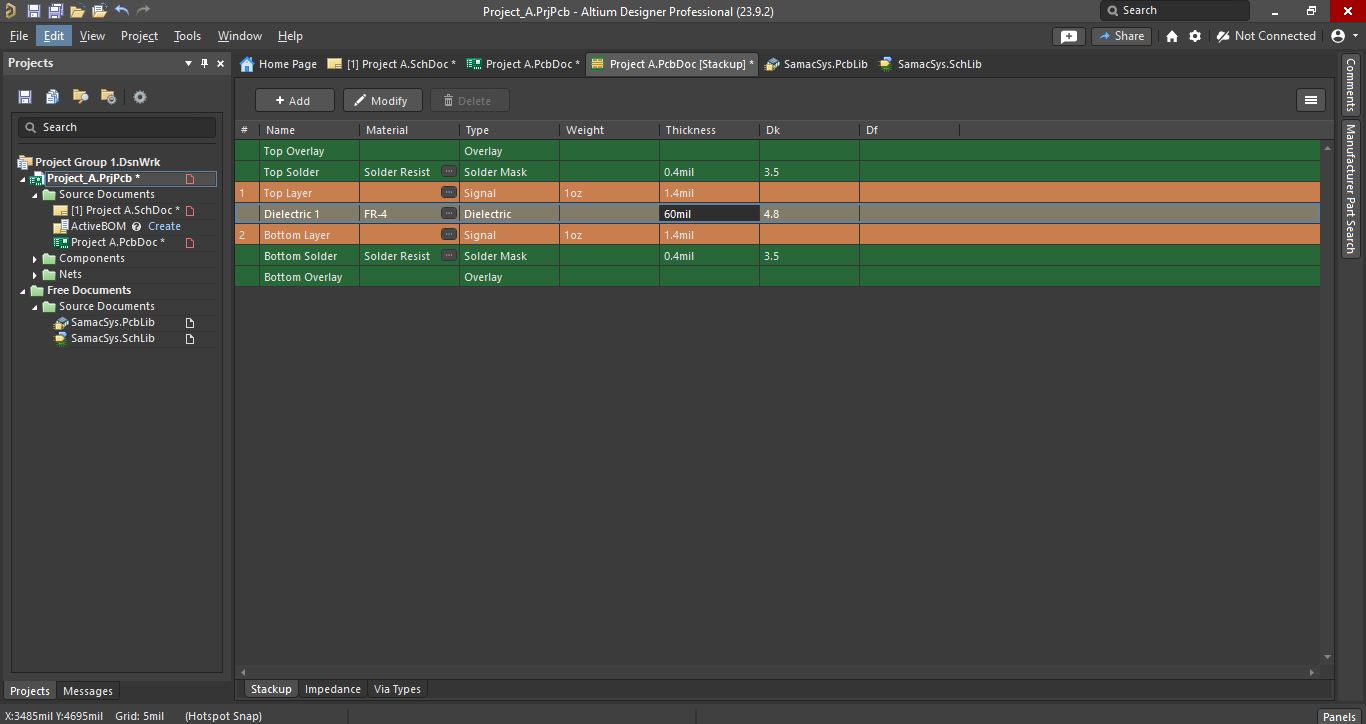 Project_A.PrjPcb - Altium Designer Professional (23.9.2)
Search
File Edit View Project Tools Window Help
Share
Not Connected
Projects
Home Page
[1] Project A.SchDoc *
Project A.PcbDoc *
Project A.PcbDoc [Stackup] *
SamacSys.PcbLib
SamacSys.SchLib
Search
Project Group 1.DsnWrk
Project_A.PrjPcb *
Source Documents
[1] Project A.SchDoc *
ActiveBOM Create
Project A.PcbDoc *
Components
Nets
Free Documents
Source Documents
SamacSys.PcbLib
SamacSys.SchLib
+ Add
Modify
Delete
# Name Material Type Weight Thickness Dk Df
Top Overlay Overlay
Top Solder Solder Resist ... Solder Mask 0.4mil 3.5
1 Top Layer ... Signal 1oz 1.4mil
Dielectric 1 FR-4 ... Dielectric 60mil 4.8
2 Bottom Layer ... Signal 1oz 1.4mil
Bottom Solder Solder Resist ... Solder Mask 0.4mil 3.5
Bottom Overlay Overlay
Comments
Manufacturer Part Search
Stackup Impedance Via Types
Projects Messages
X:3485mil Y:4695mil Grid: 5mil (Hotspot Snap)
Panels